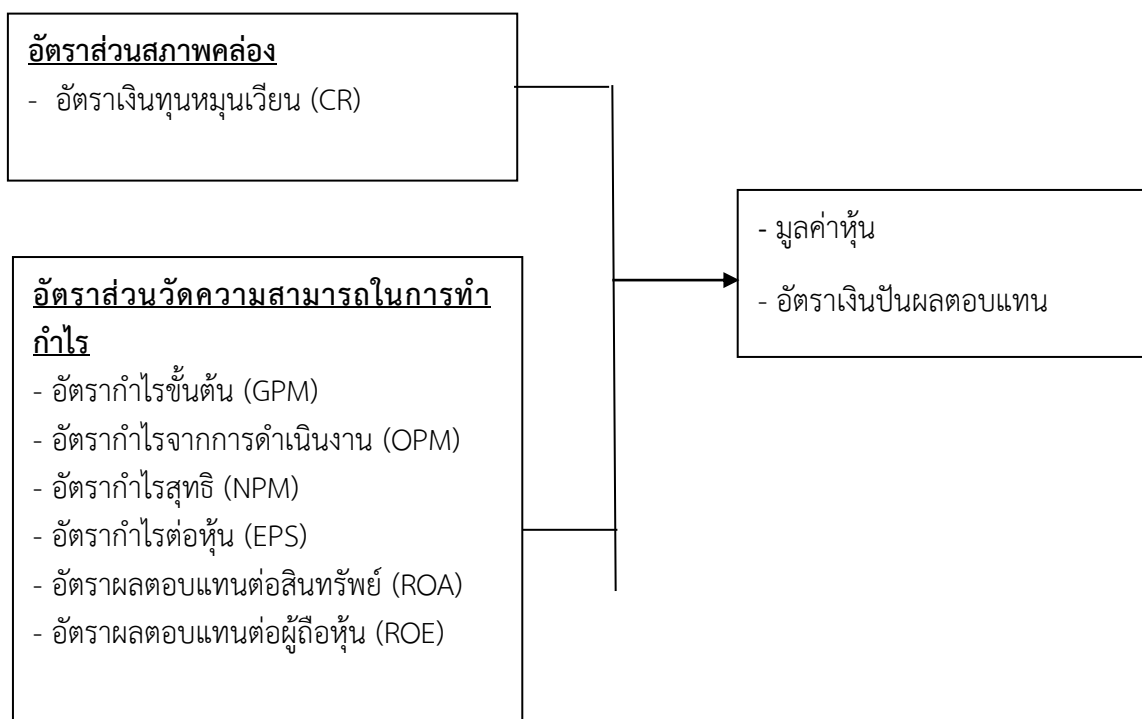 อัตราส่วนสภาพคล่อง
- อัตราเงินทุนหมุนเวียน (CR)
อัตราส่วนวัดความสามารถในการทำ
กำไร
- อัตรากำไรขั้นต้น (GPM)
- อัตรากำไรจากการดำเนินงาน (OPM)
- อัตรากำไรสุทธิ (NPM)
- อัตรากำไรต่อหุ้น (EPS)
- อัตราผลตอบแทนต่อสินทรัพย์ (ROA)
- อัตราผลตอบแทนต่อผู้ถือหุ้น (ROE)
- มูลค่าหุ้น
- อัตราเงินปันผลตอบแทน